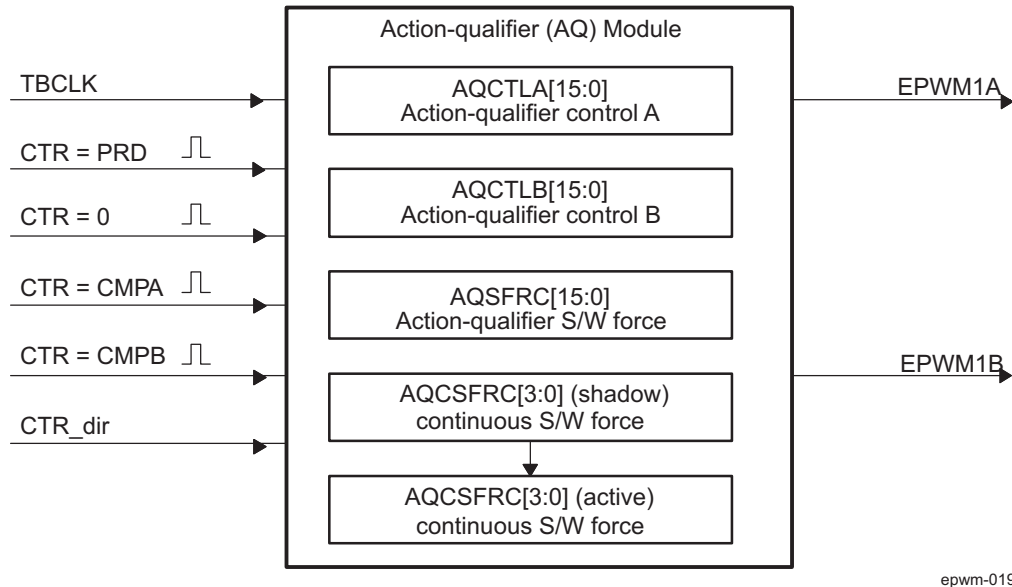 Action-qualifier (AQ) Module
TBCLK
CTR = PRD
CTR = 0
CTR = CMPA
CTR = CMPB
CTR_dir
AQCTLA[15:0]
Action-qualifier control A
AQCTLB[15:0]
Action-qualifier control B
AQSFRC[15:0]
Action-qualifier S/W force
AQCSFRC[3:0] (shadow)
continuous S/W force
AQCSFRC[3:0] (active)
continuous S/W force
EPWM1A
EPWM1B
epwm-019